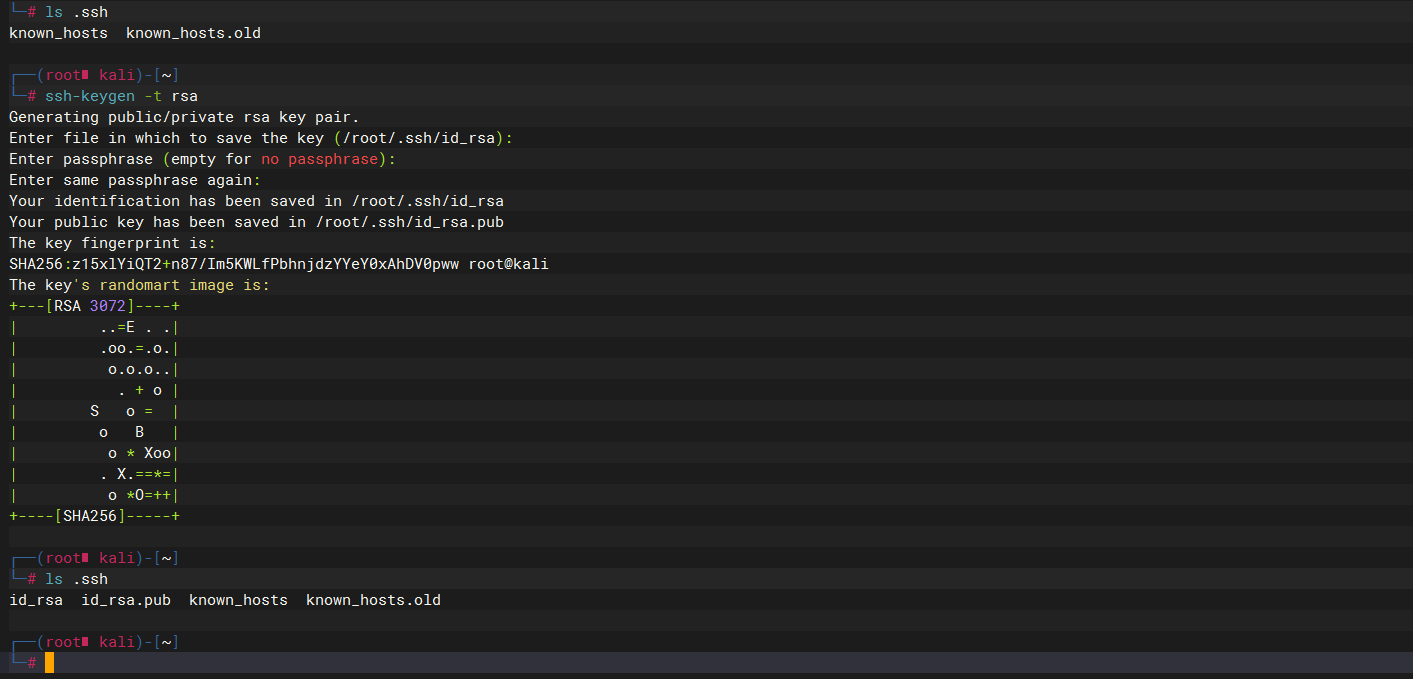 └─# ls .ssh
known_hosts  known_hosts.old

┌──(root∎ kali)-[~]
└─# ssh-keygen -t rsa
Generating public/private rsa key pair.
Enter file in which to save the key (/root/.ssh/id_rsa):
Enter passphrase (empty for no passphrase):
Enter same passphrase again:
Your identification has been saved in /root/.ssh/id_rsa
Your public key has been saved in /root/.ssh/id_rsa.pub
The key fingerprint is:
SHA256:z15xlYiQT2+n87/Im5KWLfPbhnjdzYYeY0xAhDV0pww root@kali
The key's randomart image is:
+---[RSA 3072]----+
|         ..=E . .|
|         .oo.=.o.|
|          o.o.o..|
|           . + o |
|        S   o =  |
|         o   B   |
|          o * Xoo|
|         . X.==*=|
|          o *O=++|
+----[SHA256]-----+

┌──(root∎ kali)-[~]
└─# ls .ssh
id_rsa  id_rsa.pub  known_hosts  known_hosts.old

┌──(root∎ kali)-[~]
└─#